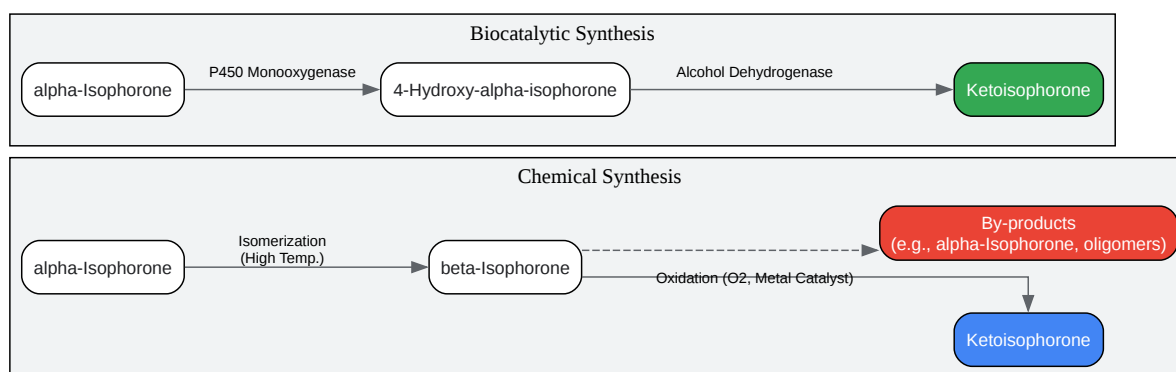 Biocatalytic Synthesis
alpha-Isophorone
P450 Monooxygenase
4-Hydroxy-alpha-isophorone
Alcohol Dehydrogenase
Ketoisophorone
Chemical Synthesis
alpha-Isophorone
Isomerization
(High Temp.)
beta-Isophorone
By-products
(e.g., alpha-Isophorone, oligomers)
Oxidation (O2, Metal Catalyst)
Ketoisophorone